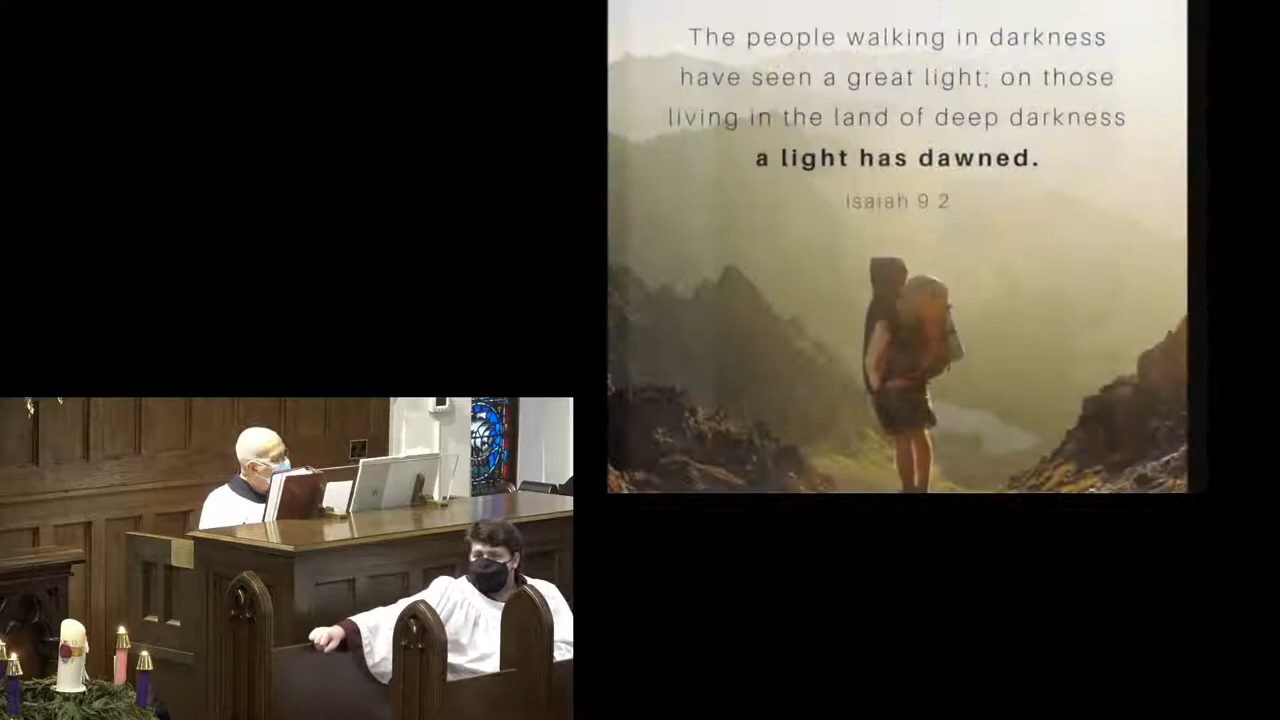 The people walking in darkness
have seen a great light; on those
living in the land of deep darkness
a light has dawned.
Isaiah 9 2